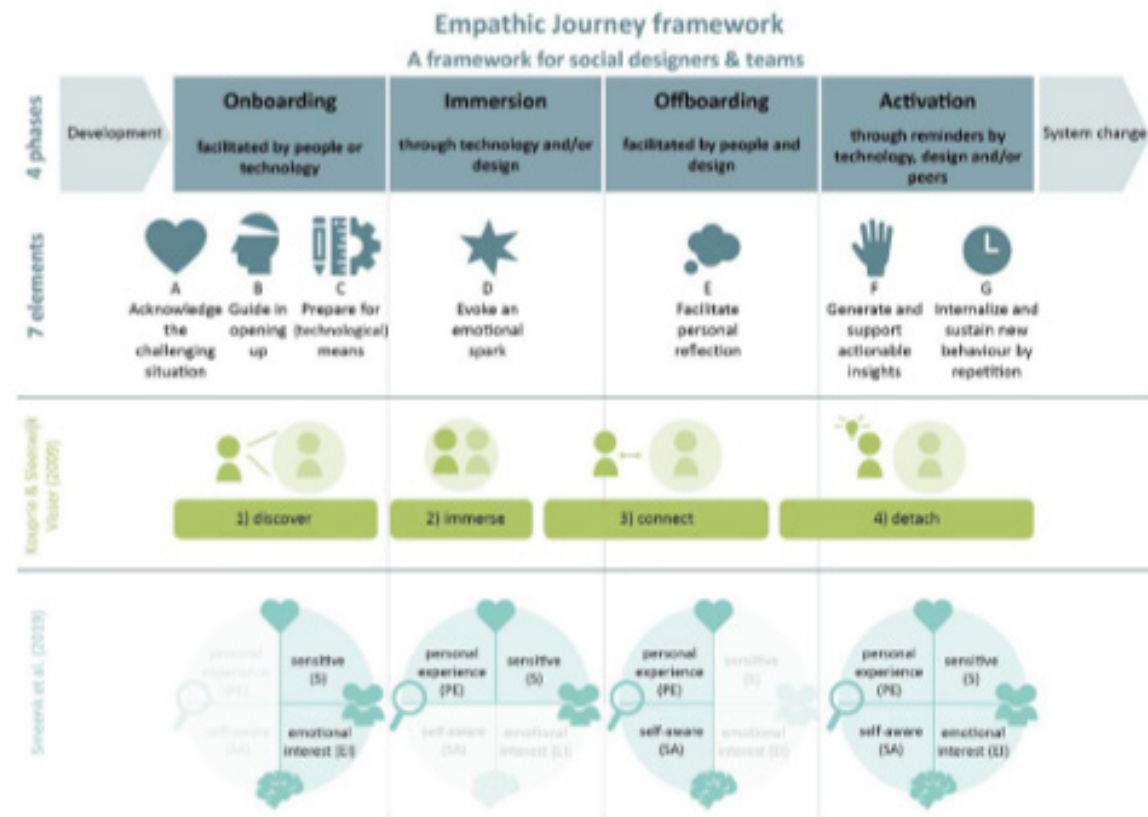 Empathic Journey framework
A framework for social designers & teams
4 phases
Development
Onboarding
facilitated by people or
technology
Immersion
through technology and/or
design
Offboarding
facilitated by people and
design
Activation
through reminders by
technology, design and/or
peers
System change
7 elements
A
Acknowledge
the
challenging
situation
B
Guide in
opening
up
C
Prepare for
(technological)
means
D
Evoke an
emotional
spark
E
Facilitate
personal
reflection
F
Generate and
support
actionable
insights
G
Internalize and
sustain new
behaviour by
repetition
Kouprie & Sleeswijk
Visser (2009)
1) discover
2) immerse
3) connect
4) detach
Smeenk et al. (2019)
personal
experience
(PE)
sensitive
(S)
self-aware
(SA)
emotional
interest (EI)
personal
experience
(PE)
sensitive
(S)
self-aware
(SA)
emotional
interest (EI)
personal
experience
(PE)
sensitive
(S)
self-aware
(SA)
emotional
interest (EI)
personal
experience
(PE)
sensitive
(S)
self-aware
(SA)
emotional
interest (EI)